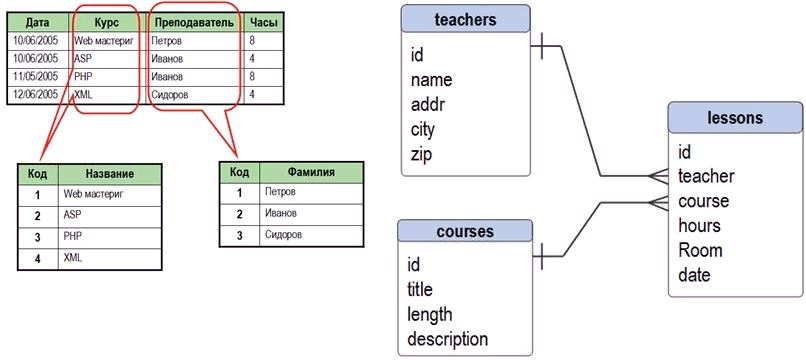 Дата Курс Преподаватель Часы
10/06/2005 Web мастериг Петров 8
10/06/2005 ASP Иванов 4
11/05/2005 PHP Иванов 8
12/06/2005 XML Сидоров 4
Код Название
1 Web мастериг
2 ASP
3 PHP
4 XML
Код Фамилия
1 Петров
2 Иванов
3 Сидоров
teachers
id
name
addr
city
zip
courses
id
title
length
description
lessons
id
teacher
course
hours
Room
date